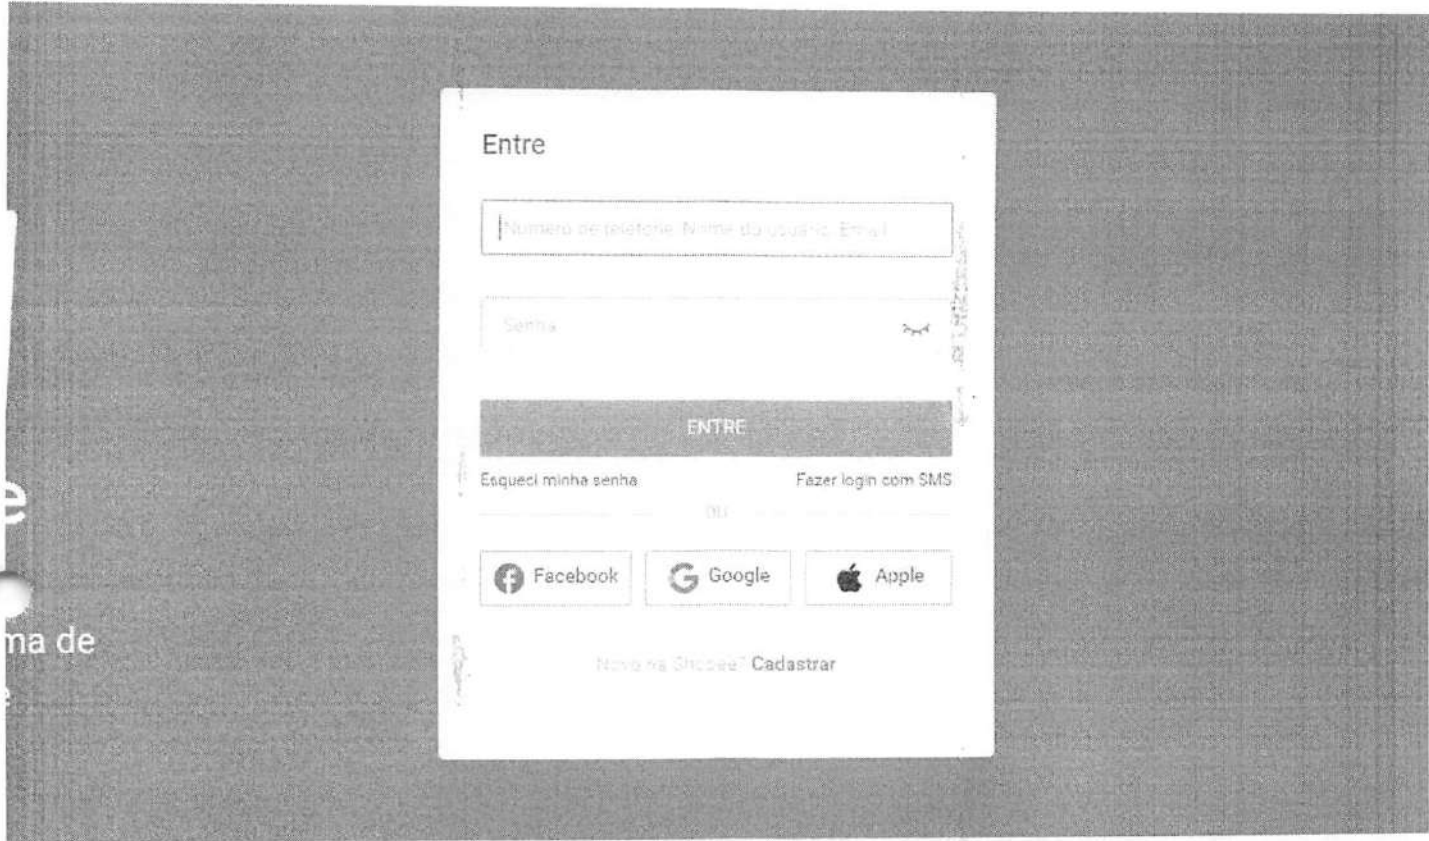 Entre
Número de telefone, Nome do usuário, Email
Senha
ENTRE
Esqueci minha senha
Fazer login com SMS
OU
Facebook
Google
Apple
Novo na Shopee? Cadastrar
e
ma de
e